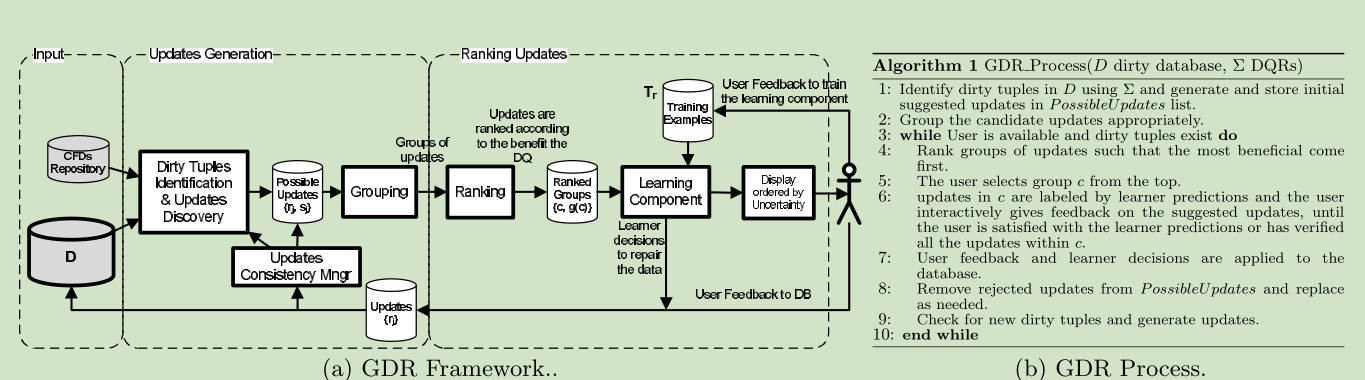 Input
Updates Generation
Ranking Updates
CFDs
Repository
D
Dirty Tuples
Identification
& Updates
Discovery
Possible
Updates
{rⱼ, sⱼ}
Grouping
Groups of
updates
Updates
Consistency Mngr
Updates
{rⱼ}
Updates are
ranked according
to the benefit the
DQ
Ranking
Ranked
Groups
{c, g(c)}
Learning
Component
Tr
Training
Examples
User Feedback to train
the learning component
Display
ordered by
Uncertainty
Learner
decisions
to repair
the data
User Feedback to DB
(a) GDR Framework..
Algorithm 1 GDR_Process(D dirty database, Σ DQRs)
1: Identify dirty tuples in D using Σ and generate and store initial
suggested updates in PossibleUpdates list.
2: Group the candidate updates appropriately.
3: while User is available and dirty tuples exist do
4: Rank groups of updates such that the most beneficial come
first.
5: The user selects group c from the top.
6: updates in c are labeled by learner predictions and the user
interactively gives feedback on the suggested updates, until
the user is satisfied with the learner predictions or has verified
all the updates within c.
7: User feedback and learner decisions are applied to the
database.
8: Remove rejected updates from PossibleUpdates and replace
as needed.
9: Check for new dirty tuples and generate updates.
10: end while
(b) GDR Process.